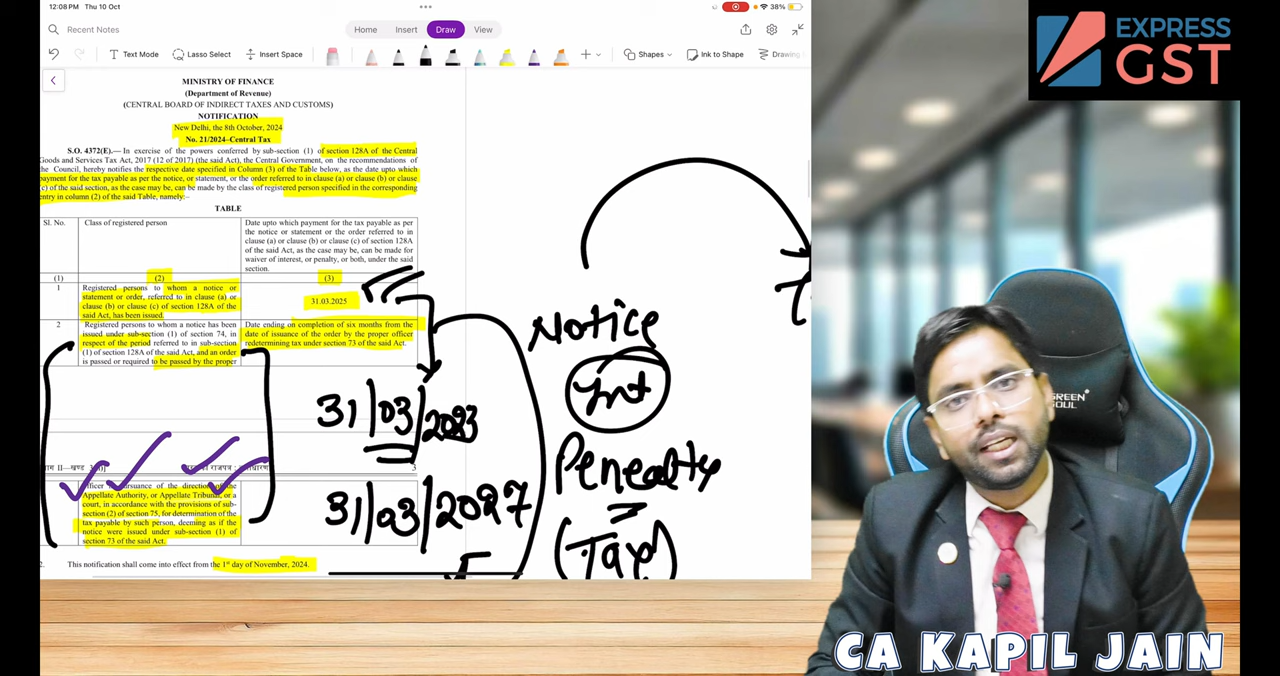 12:08 PM Thu 10 Oct
38%
Recent Notes
Home Insert Draw View
Text Mode Lasso Select Insert Space Shapes Ink to Shape Drawing
MINISTRY OF FINANCE
(Department of Revenue)
(CENTRAL BOARD OF INDIRECT TAXES AND CUSTOMS)
NOTIFICATION
New Delhi, the 8th October, 2024
No. 21/2024–Central Tax
S.O. 4372(E).— In exercise of the powers conferred by sub-section (1) of section 128A of the Central
Goods and Services Tax Act, 2017 (12 of 2017) (the said Act), the Central Government, on the recommendations of
the Council, hereby notifies the respective date specified in Column (3) of the Table below, as the date upto which
payment for the tax payable as per the notice, or statement, or the order referred to in clause (a) or clause (b) or clause
(c) of the said section, as the case may be, can be made by the class of registered person specified in the corresponding
entry in column (2) of the said Table, namely:–
TABLE
Sl. No.
Class of registered person
Date upto which payment for the tax payable as per
the notice or statement or the order referred to in
clause (a) or clause (b) or clause (c) of section 128A
of the said Act, as the case may be, can be made for
waiver of interest, or penalty, or both, under the said
section.
(1) (2) (3)
1
Registered persons to whom a notice or
statement or order, referred to in clause (a) or
clause (b) or clause (c) of section 128A of the
said Act, has been issued.
31.03.2025
2
Registered persons to whom a notice has been
issued under sub-section (1) of section 74, in
respect of the period referred to in sub-section
(1) of section 128A of the said Act, and an order
is passed or required to be passed by the proper
Date ending on completion of six months from the
date of issuance of the order by the proper officer
redetermining tax under section 73 of the said Act.
3
officer in pursuance of the direction of the
Appellate Authority, or Appellate Tribunal, or a
court, in accordance with the provisions of sub-
section (2) of section 75, for determination of the
tax payable by such person, deeming as if the
notice were issued under sub-section (1) of
section 73 of the said Act.
2. This notification shall come into effect from the 1st day of November, 2024.
31/03/2023
31/03/2027
Notice
Int
Penealty
(Tax)
EXPRESS
GST
GREEN
SOUL
CA KAPIL JAIN